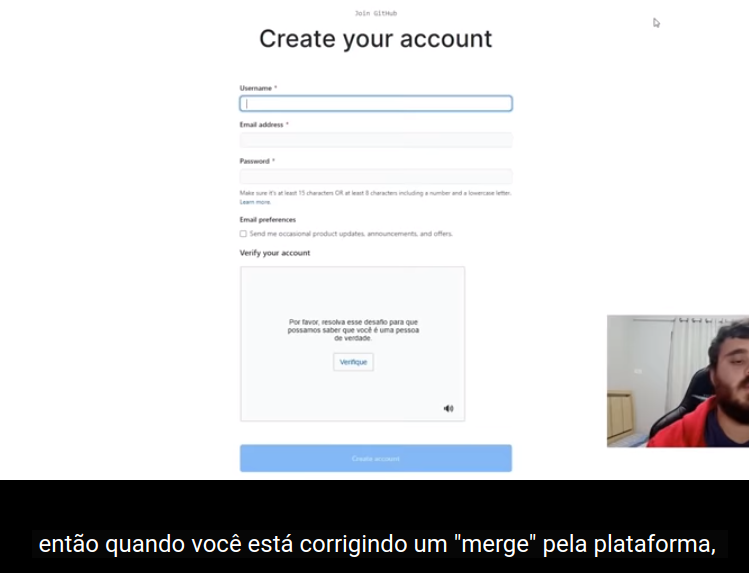 Join GitHub
Create your account
Username *
Email address *
Password *
Make sure it's at least 15 characters OR at least 8 characters including a number and a lowercase letter.
Learn more.
Email preferences
Send me occasional product updates, announcements, and offers.
Verify your account
Por favor, resolva esse desafio para que
possamos saber que você é uma pessoa
de verdade.
Verifique
Create account
então quando você está corrigindo um "merge" pela plataforma,